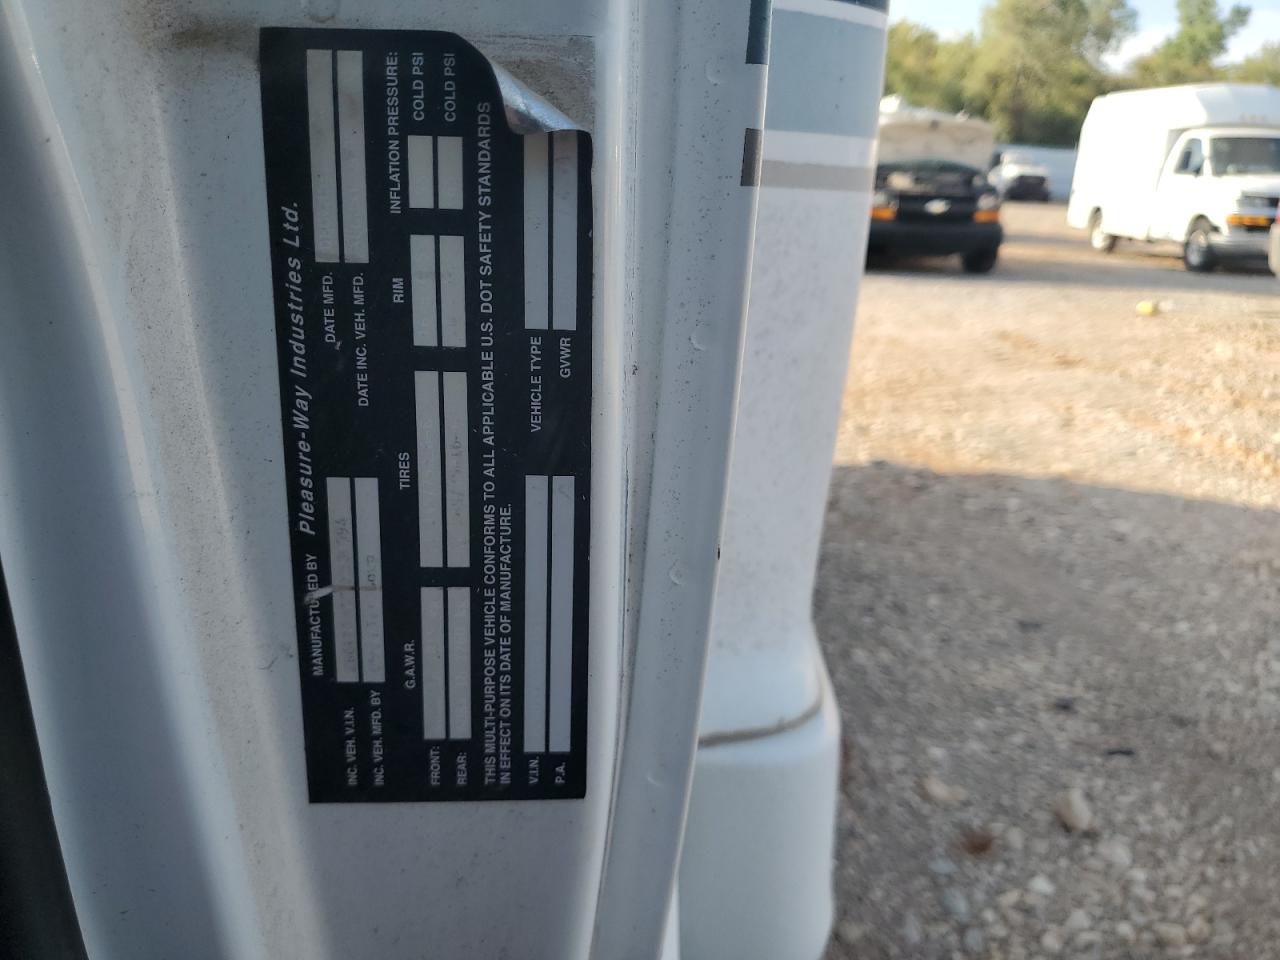 MANUFACTURED BY Pleasure-Way Industries Ltd.
INC. VEH. V.I.N. DATE MFD.
INC. VEH. MFD. BY DATE INC. VEH. MFD.
G.A.W.R. TIRES RIM INFLATION PRESSURE:
FRONT: COLD PSI
REAR: COLD PSI
THIS MULTI-PURPOSE VEHICLE CONFORMS TO ALL APPLICABLE U.S. DOT SAFETY STANDARDS
IN EFFECT ON ITS DATE OF MANUFACTURE.
V.I.N. VEHICLE TYPE
P.A. GVWR